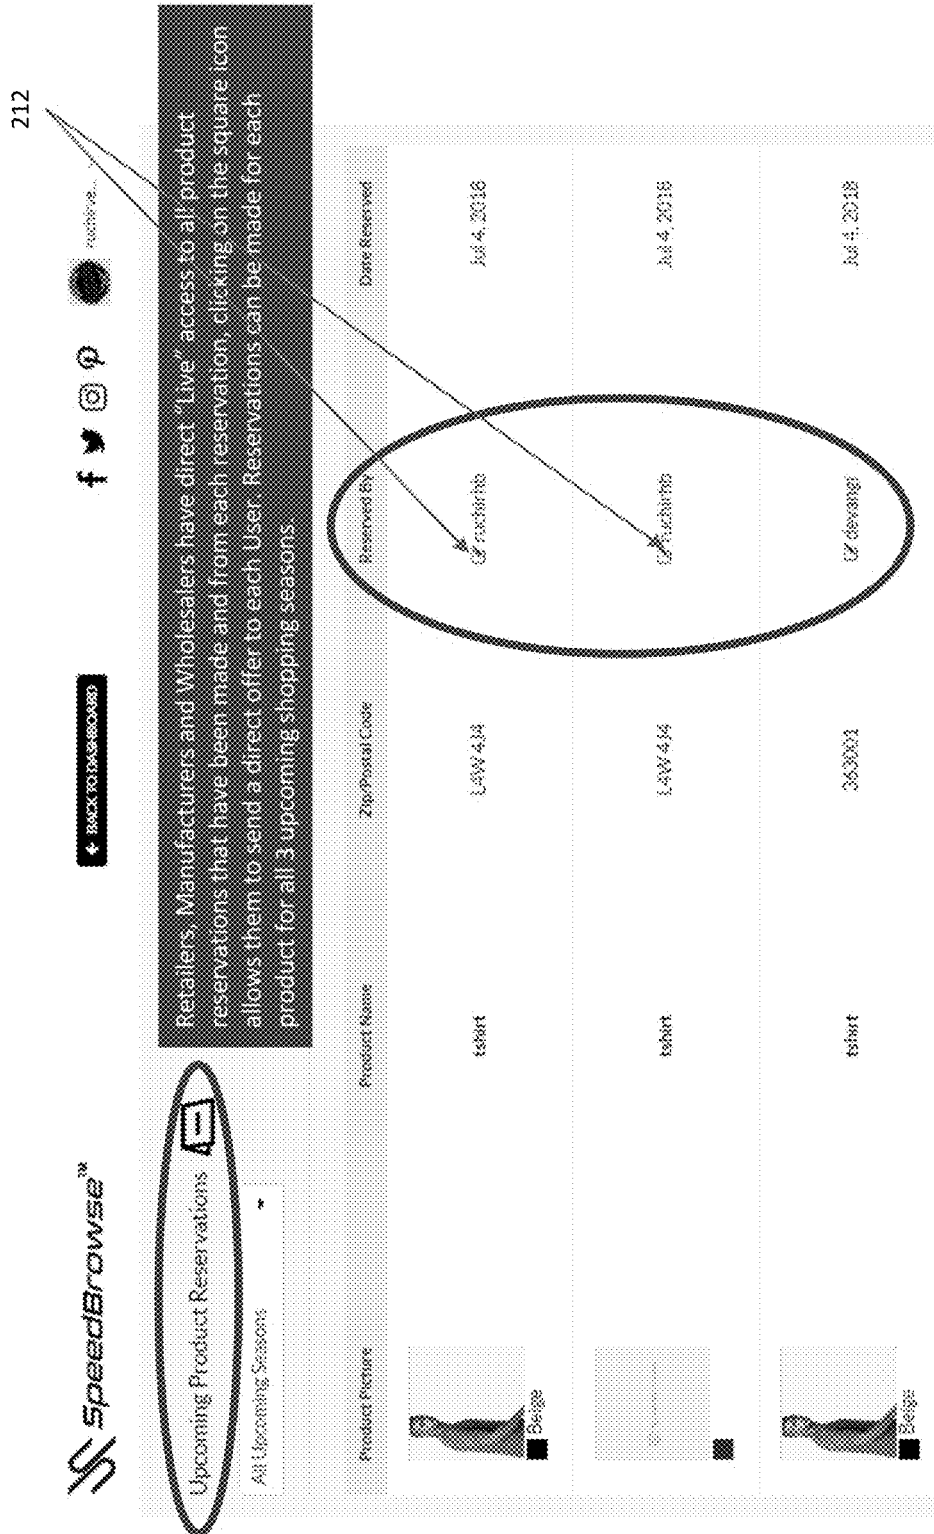 212
SpeedBrowse™
BACK TO DASHBOARD
Upcoming Product Reservations
All Upcoming Seasons
Retailers, Manufacturers and Wholesalers have direct "Live" access to all product
reservations that have been made and from each reservation, clicking on the square icon
allows them to send a direct offer to each User. Reservations can be made for each
product for all 3 upcoming shopping seasons.
Product Picture Product Name Zip/Postal Code Reserved By Date Reserved
Beige tshirt L4W 4J4 ruchirhb Jul 4, 2018
tshirt L4W 4J4 ruchirhb Jul 4, 2018
Beige tshirt 363001 devangi Jul 4, 2018